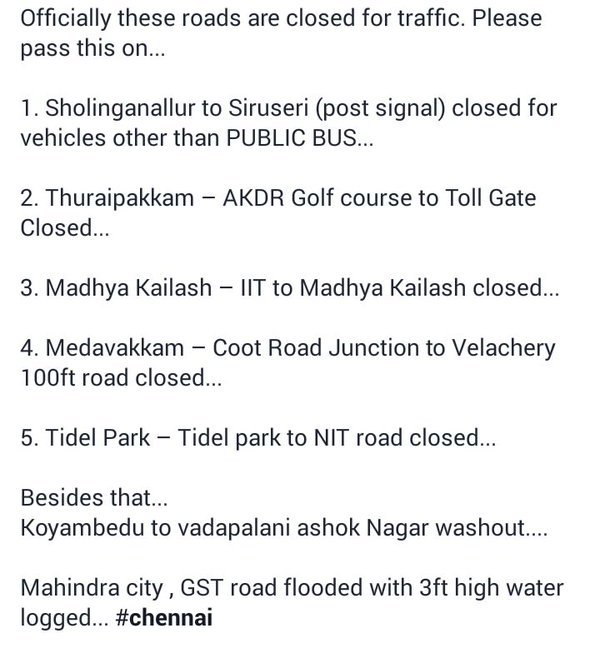 Officially these roads are closed for traffic. Please
pass this on...
1. Sholinganallur to Siruseri (post signal) closed for
vehicles other than PUBLIC BUS...
2. Thuraipakkam – AKDR Golf course to Toll Gate
Closed...
3. Madhya Kailash – IIT to Madhya Kailash closed...
4. Medavakkam – Coot Road Junction to Velachery
100ft road closed...
5. Tidel Park – Tidel park to NIT road closed...
Besides that...
Koyambedu to vadapalani ashok Nagar washout....
Mahindra city , GST road flooded with 3ft high water
logged... #chennai